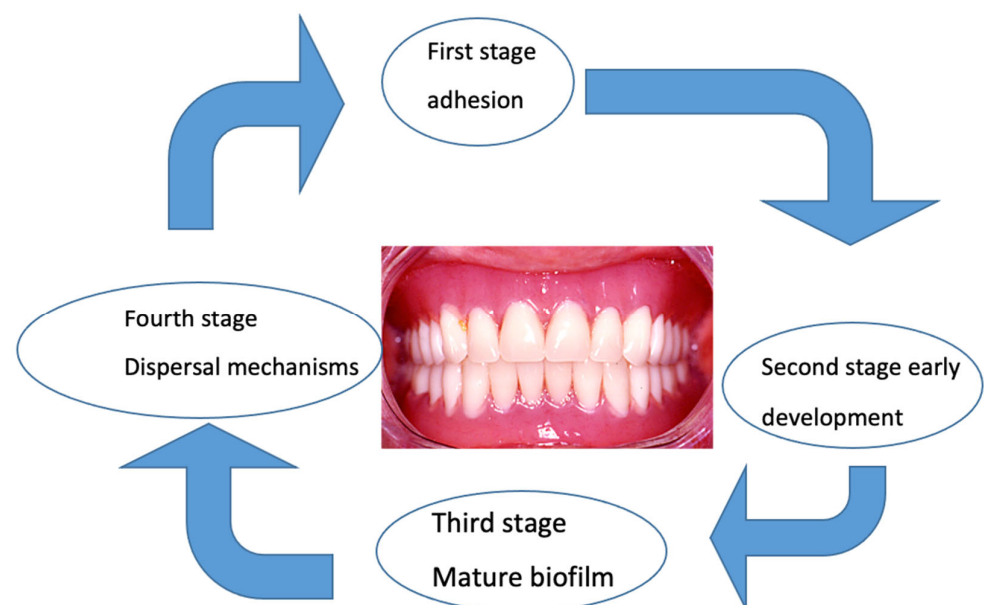 First stage
adhesion
Second stage early
development
Third stage
Mature biofilm
Fourth stage
Dispersal mechanisms